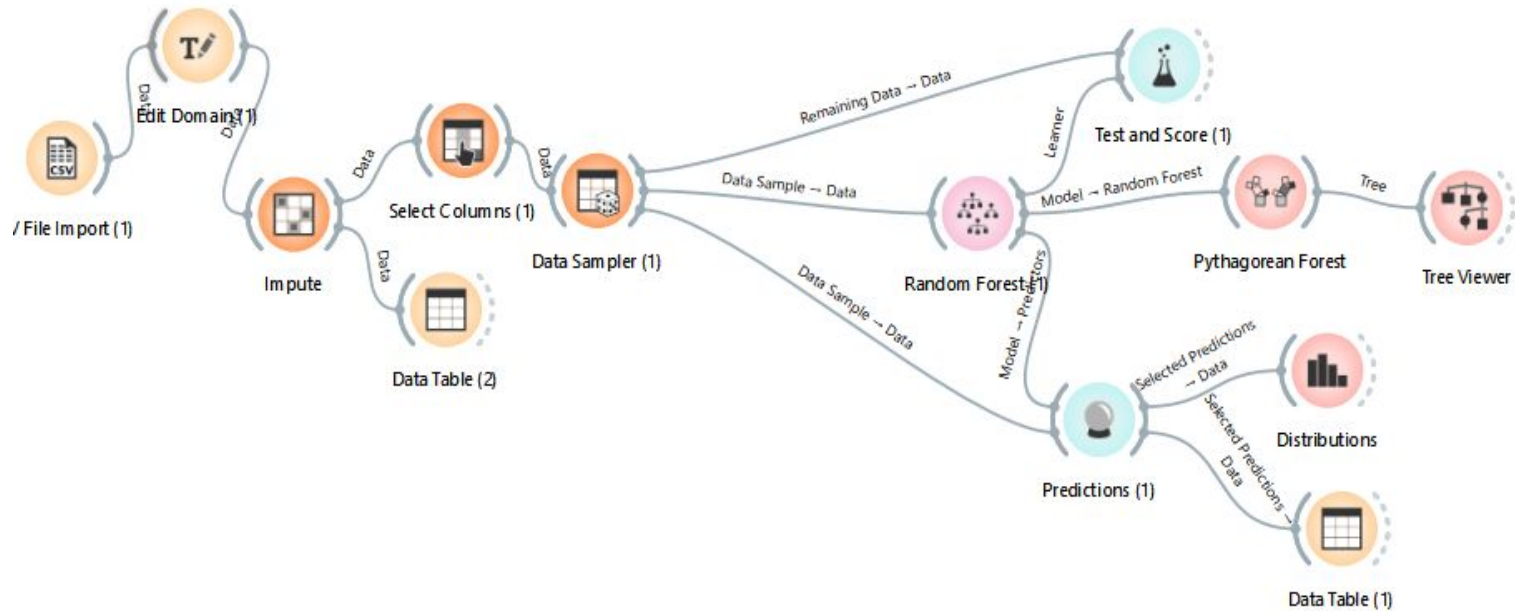 T
Data
Edit Domain (1)
Data
CSV
/ File Import (1)
Data
Select Columns (1)
Data
Impute
Data
Data Table (2)
Data Sampler (1)
Remaining Data → Data
Data Sample → Data
Data Sample → Data
Learner
Test and Score (1)
Random Forest (1)
Model → Random Forest
Pythagorean Forest
Tree
Tree Viewer
Model → Predictors
Predictions (1)
Selected Predictions
→ Data
Distributions
Selected Predictions →
Data
Data Table (1)